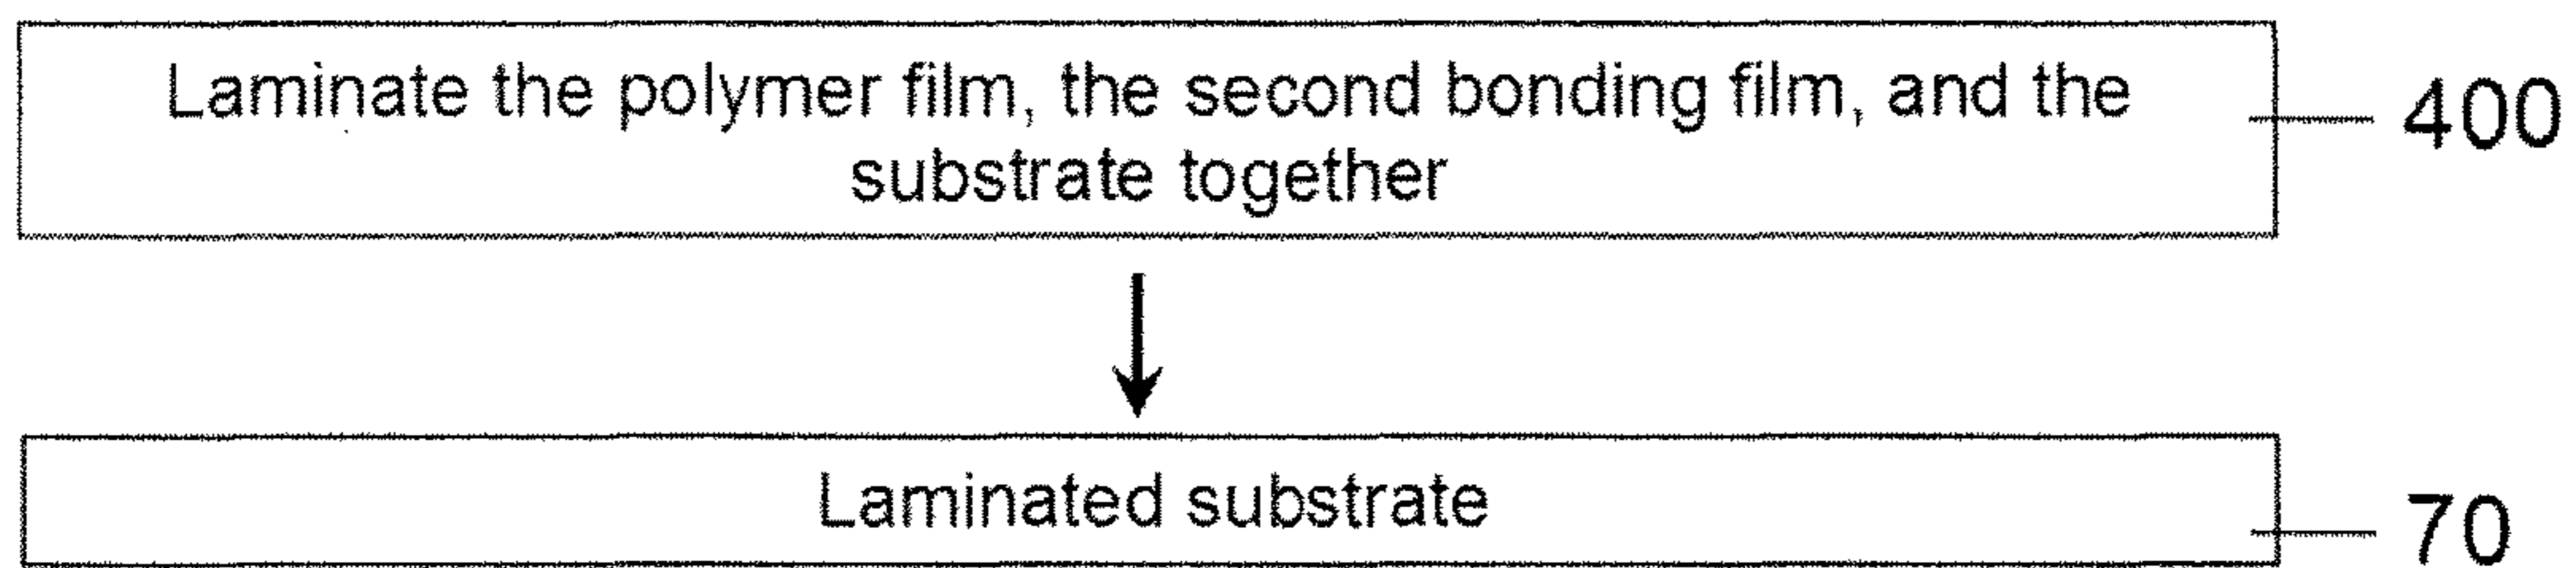 Laminate the polymer film, the second bonding film, and the
substrate together
400
Laminated substrate
70